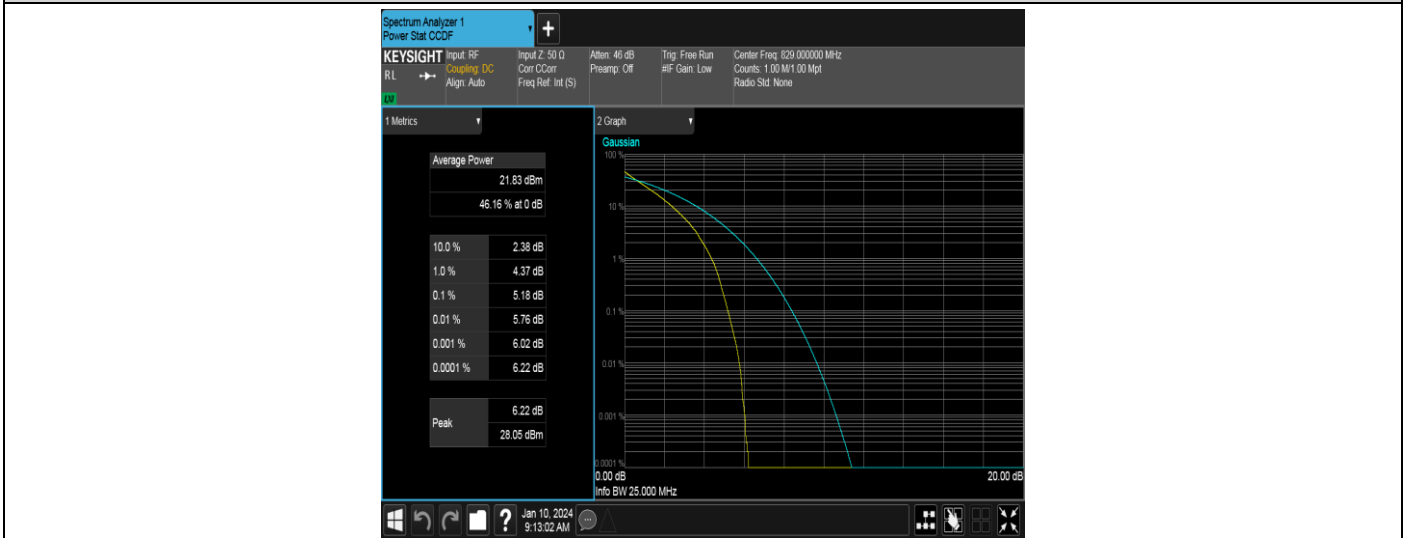 Spectrum Analyzer 1
Power Stat CCDF
+
KEYSIGHT
RL
Input: RF
Coupling: DC
Align: Auto
Input Z: 50 Ω
Corr CCorr
Freq Ref: Int (S)
Atten: 46 dB
Preamp: Off
Trig: Free Run
#IF Gain: Low
Center Freq: 829.000000 MHz
Counts: 1.00 M/1.00 Mpt
Radio Std: None
1 Metrics
Average Power
21.83 dBm
46.16 % at 0 dB
10.0 % 2.38 dB
1.0 % 4.37 dB
0.1 % 5.18 dB
0.01 % 5.76 dB
0.001 % 6.02 dB
0.0001 % 6.22 dB
Peak
6.22 dB
28.05 dBm
2 Graph
Gaussian
100 %
10 %
1 %
0.1 %
0.01 %
0.001 %
0.0001 %
0.00 dB 20.00 dB
Info BW 25.000 MHz
?
Jan 10, 2024
9:13:02 AM